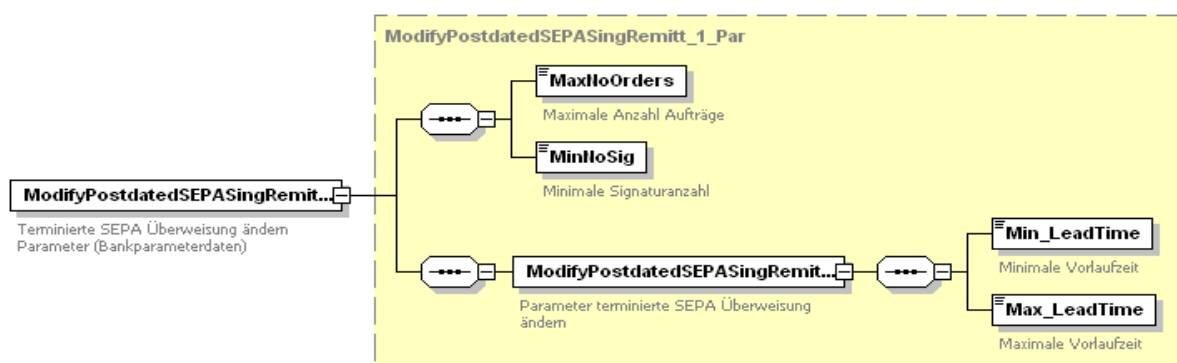 ModifyPostdatedSEPASingRemitt_1_Par
MaxNoOrders
Maximale Anzahl Aufträge
MinNoSig
Minimale Signaturanzahl
ModifyPostdatedSEPASingRemit...
Terminierte SEPA Überweisung ändern
Parameter (Bankparameterdaten)
ModifyPostdatedSEPASingRemit...
Parameter terminierte SEPA Überweisung
ändern
Min_LeadTime
Minimale Vorlaufzeit
Max_LeadTime
Maximale Vorlaufzeit